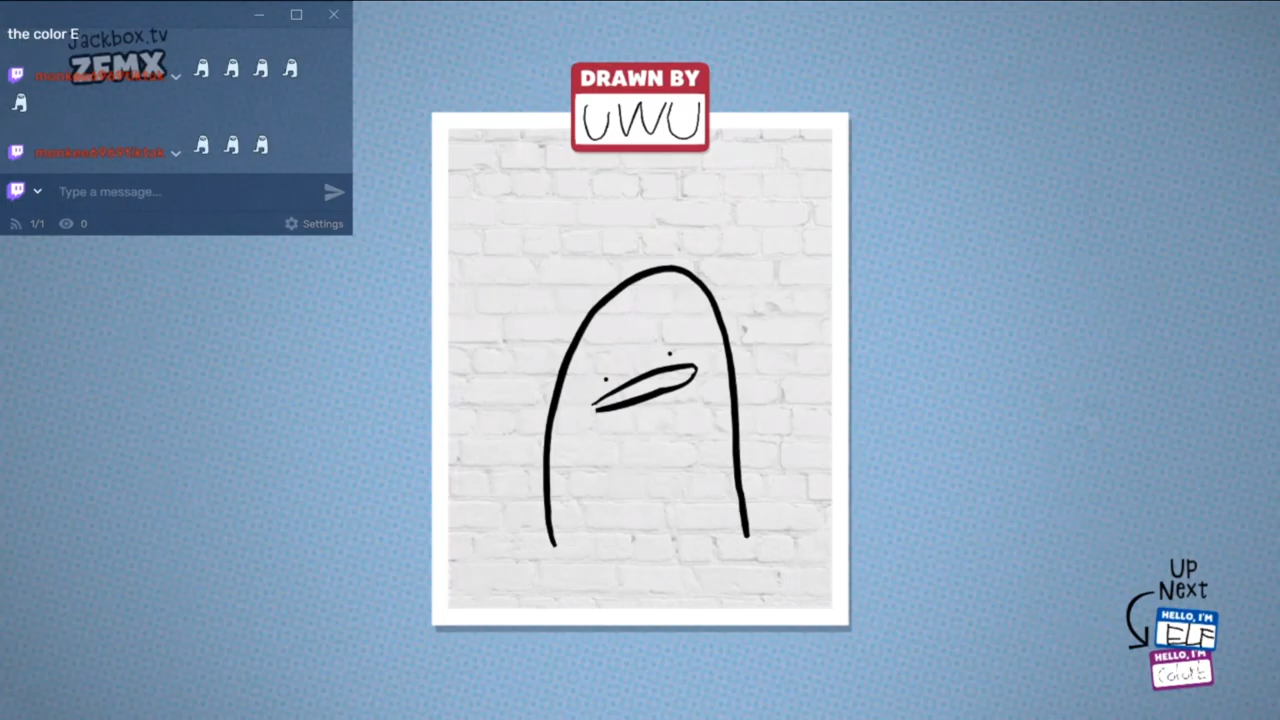 the color E
Jackbox.tv
ZFMX
Type a message...
1/1
0
Settings
DRAWN BY
UWU
UP
Next
HELLO, I'M
ELF
HELLO, I'M
Color E